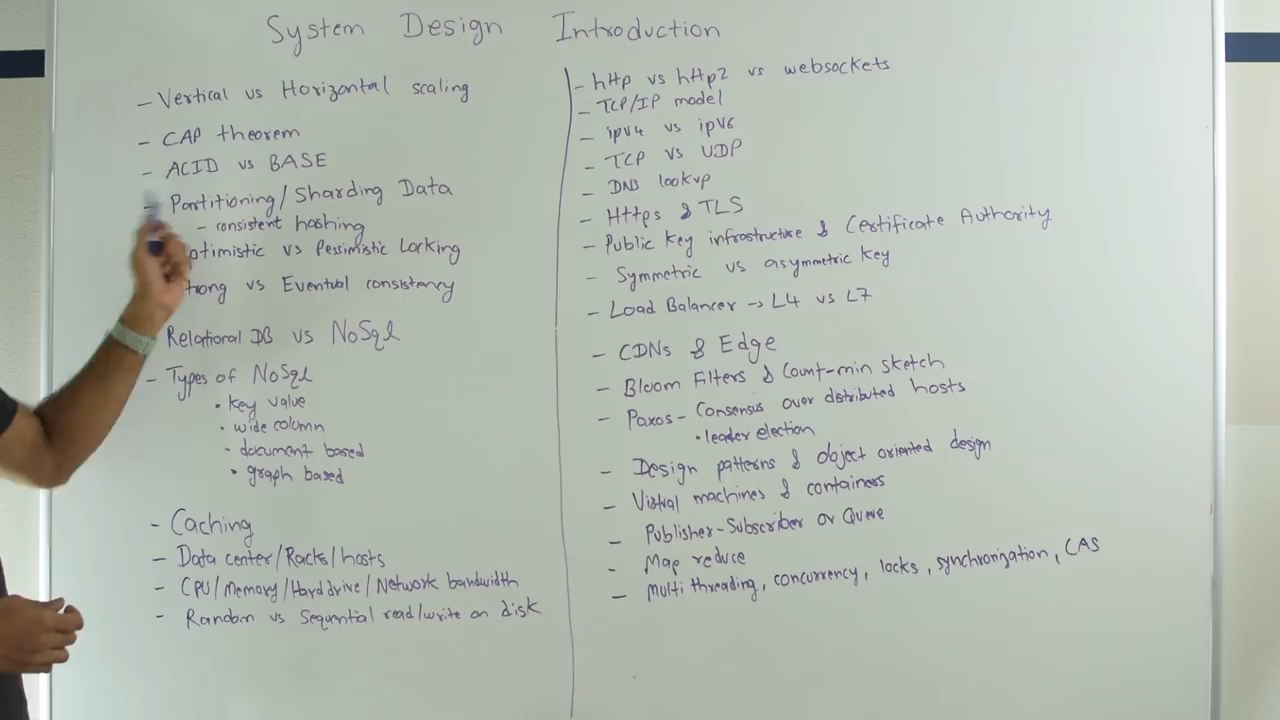 System Design Introduction
- Vertical vs Horizontal scaling
- CAP theorem
- ACID vs BASE
- Partitioning/Sharding Data
- consistent hashing
vs Pessimistic Locking
vs Eventual consistency
Relational DB vs NoSql
- Types of NoSql
• key value
• wide column
• document based
• graph based
- Caching
- Data center/Racks/hosts
- CPU/Memory/Hard drive/Network bandwidth
- Random vs Sequential read/write on disk
- http vs http2 vs websockets
- TCP/IP model
- ipv4 vs ipv6
- TCP vs UDP
- DNS lookup
- Https & TLS
- Public key infrastructure & Certificate Authority
- Symmetric vs asymmetric key
- Load Balancer -> L4 vs L7
- CDNs & Edge
- Bloom Filters & Count-min sketch
- Paxos - Consensus over distributed hosts
• leader election
- Design patterns & object oriented design
- Virtual machines & containers
- Publisher-Subscriber or Queue
- Map reduce
- Multi threading, concurrency, locks, synchronization, CAS